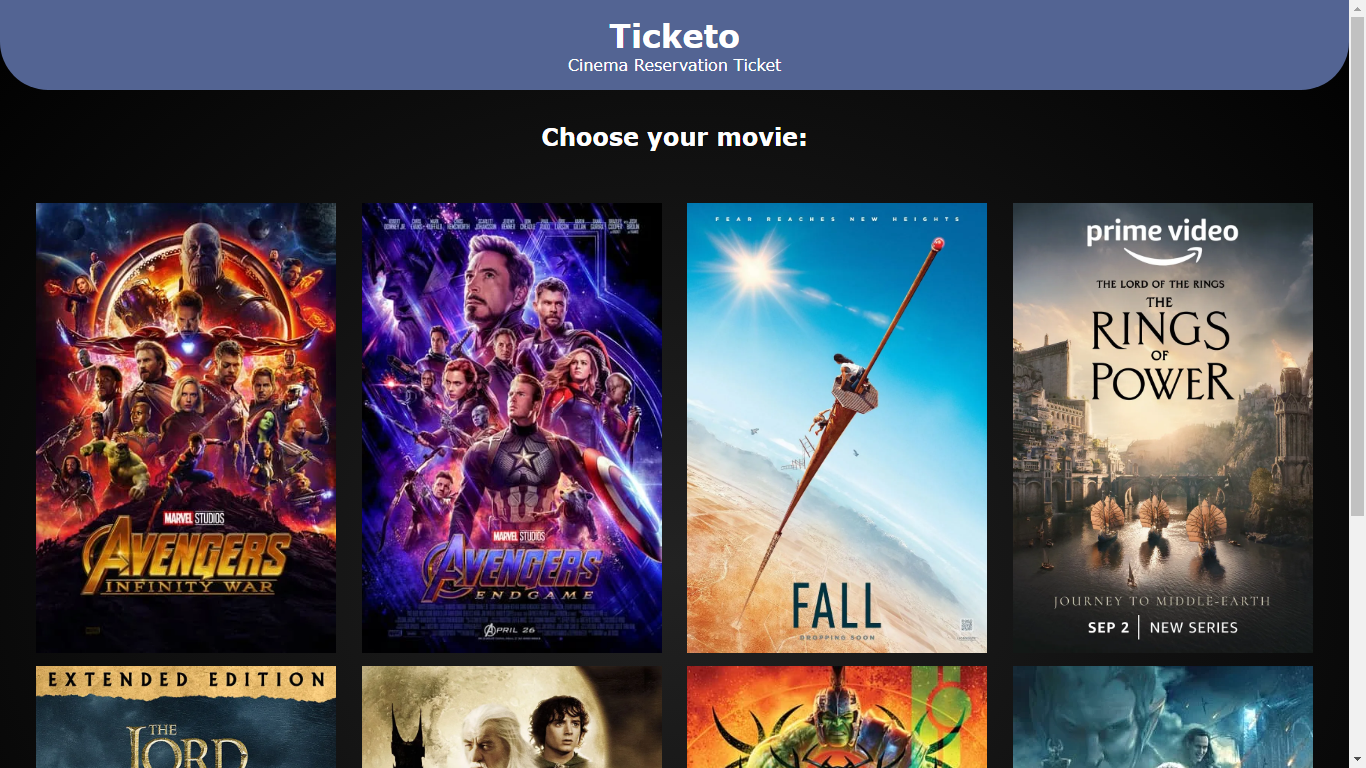 Ticketo
Cinema Reservation Ticket
Choose your movie:
MARVEL STUDIOS
AVENGERS
INFINITY WAR
MARVEL STUDIOS
AVENGERS
ENDGAME
APRIL 26
FEAR REACHES NEW HEIGHTS
FALL
DROPPING SOON
prime video
THE LORD OF THE RINGS
THE
RINGS
OF
POWER
JOURNEY TO MIDDLE-EARTH
SEP 2 | NEW SERIES
EXTENDED EDITION
THE
LORD